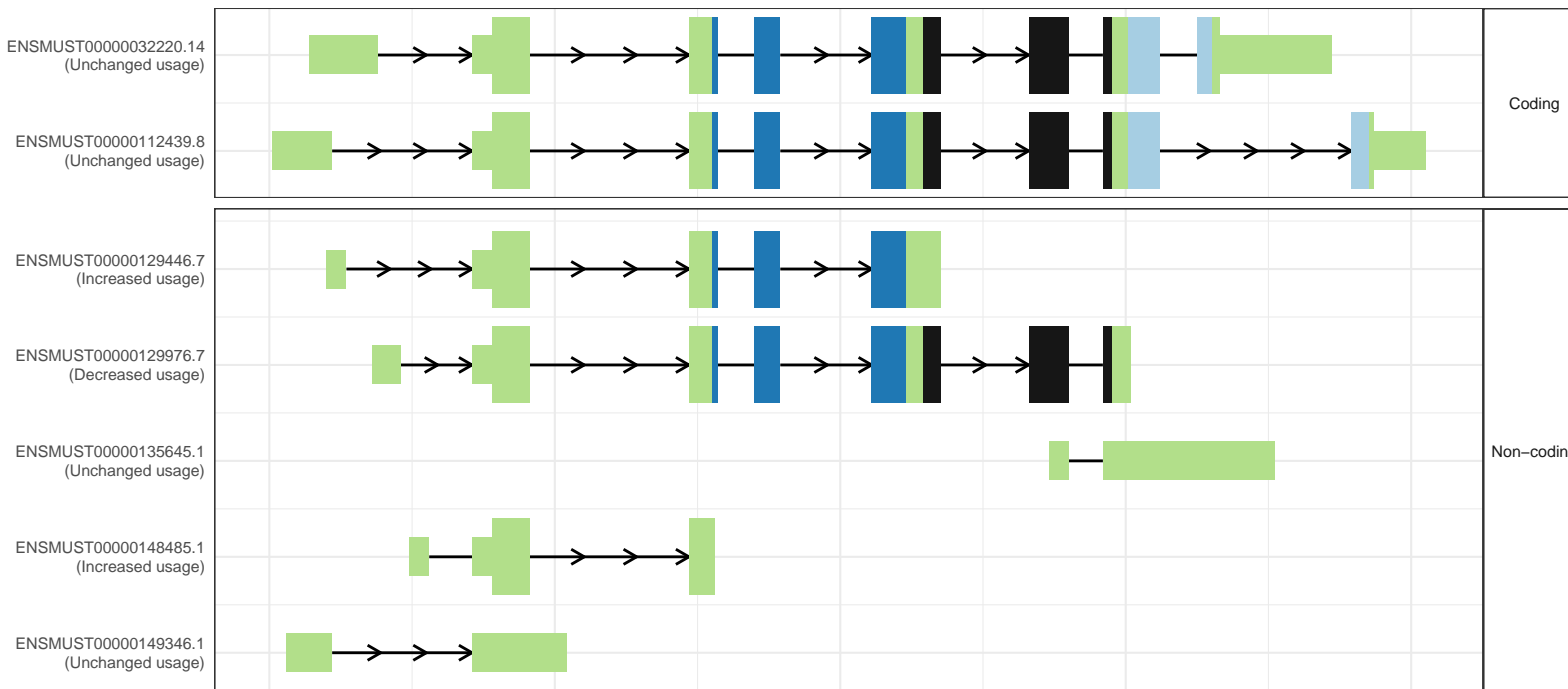 ENSMUST00000032220.14
(Unchanged usage)
Coding
ENSMUST00000112439.8
(Unchanged usage)
ENSMUST00000129446.7
(Increased usage)
ENSMUST00000129976.7
(Decreased usage)
ENSMUST00000135645.1
(Unchanged usage)
Non−codin
ENSMUST00000148485.1
(Increased usage)
ENSMUST00000149346.1
(Unchanged usage)